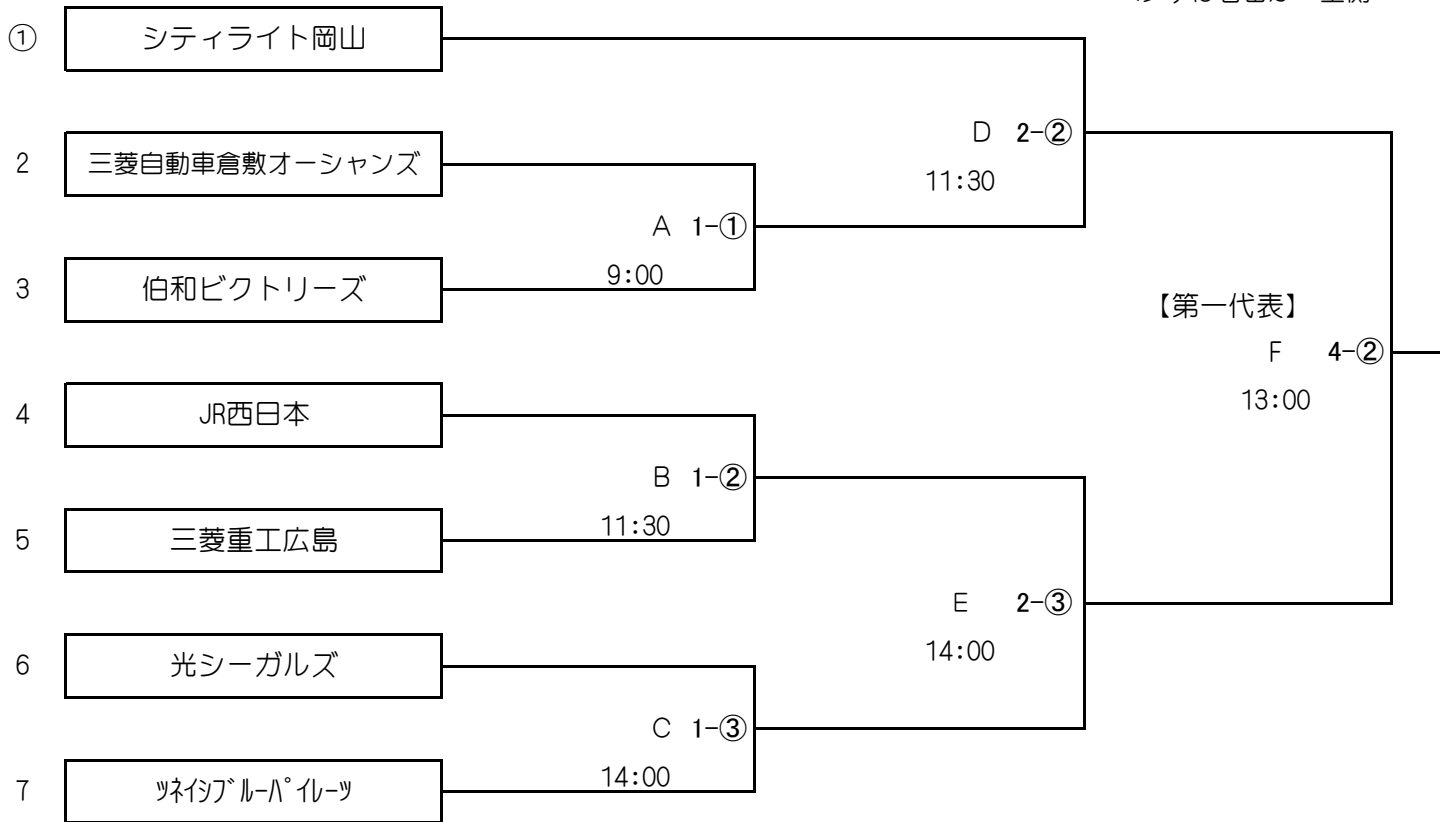 ① シティライト岡山
D 2-②
2 三菱自動車倉敷オーシャンズ
11:30
A 1-①
9:00
3 伯和ビクトリーズ
【第一代表】
F 4-②
13:00
4 JR西日本
B 1-②
11:30
5 三菱重工広島
E 2-③
14:00
6 光シーガルズ
C 1-③
14:00
7 ﾂﾈｲｼﾌﾞﾙｰﾊﾟｲﾚｰﾂ